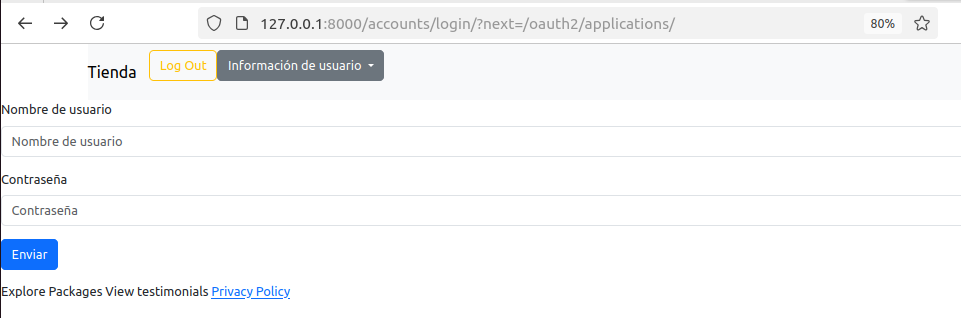 127.0.0.1:8000/accounts/login/?next=/oauth2/applications/ 80%
Tienda Log Out Información de usuario
Nombre de usuario
Nombre de usuario
Contraseña
Contraseña
Enviar
Explore Packages View testimonials Privacy Policy